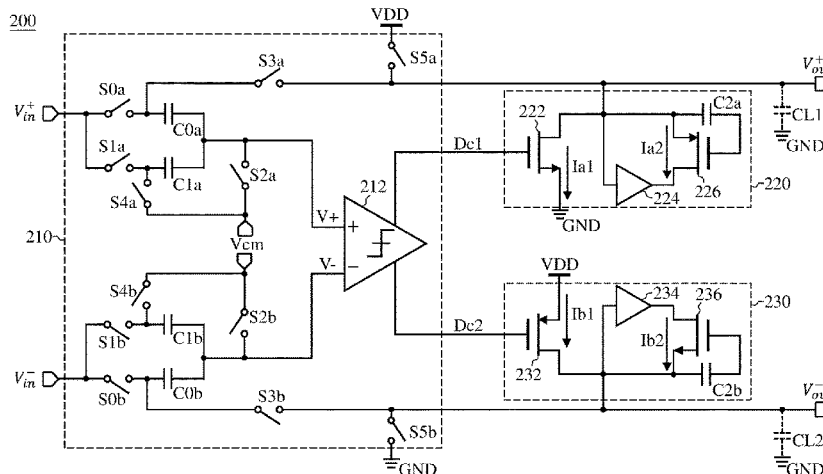 200
VDD
S5a
S3a
V+out
S0a
V+in
C0a
S1a
C1a
S4a
S2a
222
C2a
CL1
GND
Dc1
Ia1
Ia2
226
224
220
GND
212
V+
+
210
Vcm
V-
−
VDD
S4b
S2b
S1b
C1b
Dc2
Ib1
234
236
230
Ib2
232
C2b
V-in
S0b
C0b
S3b
V-out
S5b
GND
CL2
GND